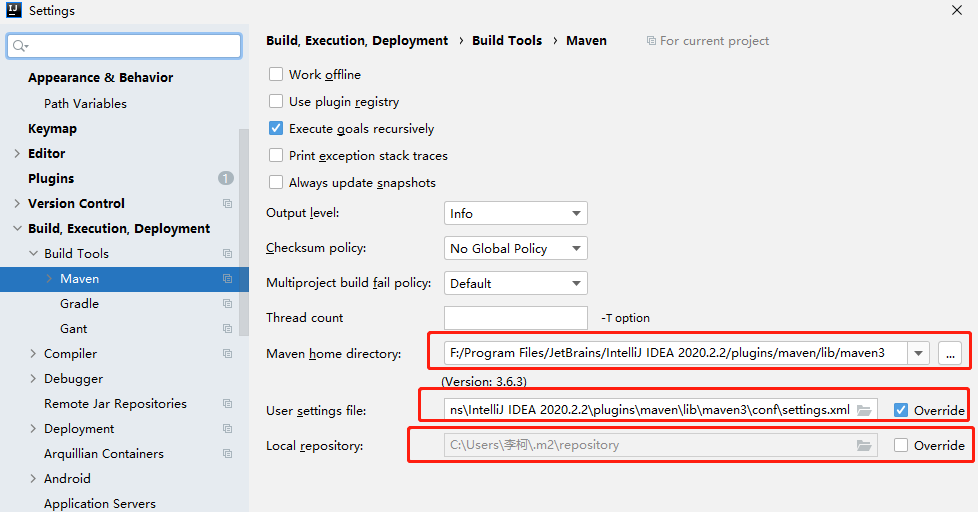 Settings
Build, Execution, Deployment › Build Tools › Maven For current project
Appearance & Behavior
Path Variables
Keymap
Editor
Plugins 1
Version Control
Build, Execution, Deployment
Build Tools
Maven
Gradle
Gant
Compiler
Debugger
Remote Jar Repositories
Deployment
Arquillian Containers
Android
Application Servers
Work offline
Use plugin registry
Execute goals recursively
Print exception stack traces
Always update snapshots
Output level: Info
Checksum policy: No Global Policy
Multiproject build fail policy: Default
Thread count -T option
Maven home directory: F:/Program Files/JetBrains/IntelliJ IDEA 2020.2.2/plugins/maven/lib/maven3 ...
(Version: 3.6.3)
User settings file: ns\IntelliJ IDEA 2020.2.2\plugins\maven\lib\maven3\conf\settings.xml Override
Local repository: C:\Users\李柯\.m2\repository Override